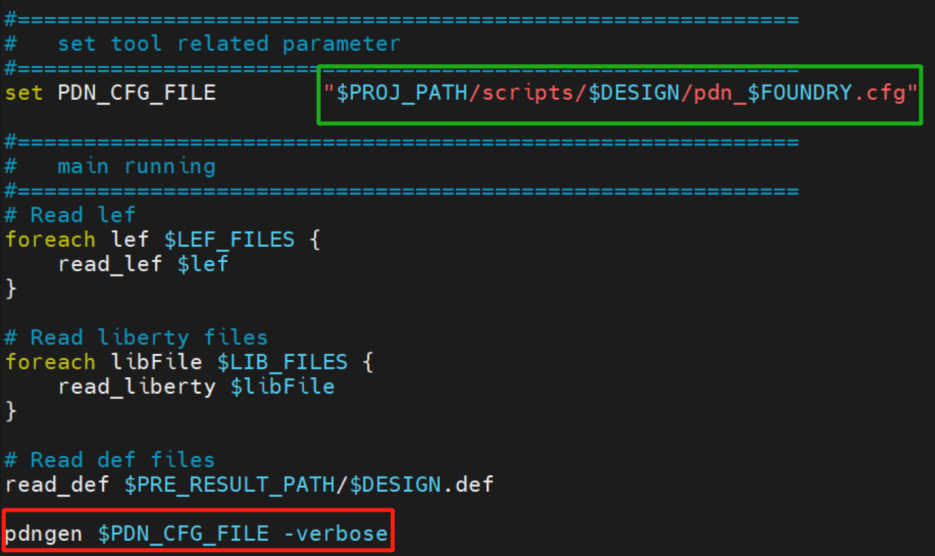 #===========================================================
#   set tool related parameter
#===========================================================
set PDN_CFG_FILE        "$PROJ_PATH/scripts/$DESIGN/pdn_$FOUNDRY.cfg"
#===========================================================
#   main running
#===========================================================
# Read lef
foreach lef $LEF_FILES {
    read_lef $lef
}
# Read liberty files
foreach libFile $LIB_FILES {
    read_liberty $libFile
}
# Read def files
read_def $PRE_RESULT_PATH/$DESIGN.def
pdngen $PDN_CFG_FILE -verbose